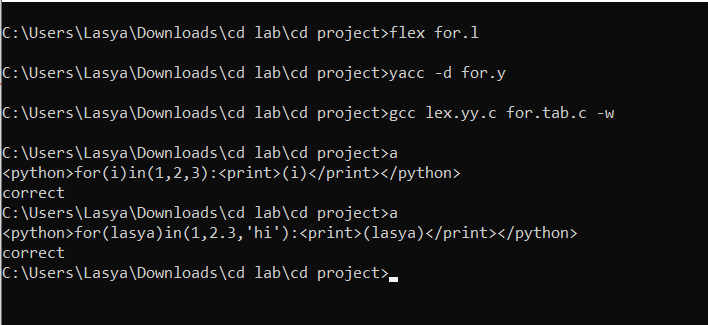 C:\Users\Lasya\Downloads\cd lab\cd project>flex for.l
C:\Users\Lasya\Downloads\cd lab\cd project>yacc -d for.y
C:\Users\Lasya\Downloads\cd lab\cd project>gcc lex.yy.c for.tab.c -w
C:\Users\Lasya\Downloads\cd lab\cd project>a
<python>for(i)in(1,2,3):<print>(i)</print></python>
correct
C:\Users\Lasya\Downloads\cd lab\cd project>a
<python>for(lasya)in(1,2.3,'hi'):<print>(lasya)</print></python>
correct
C:\Users\Lasya\Downloads\cd lab\cd project>